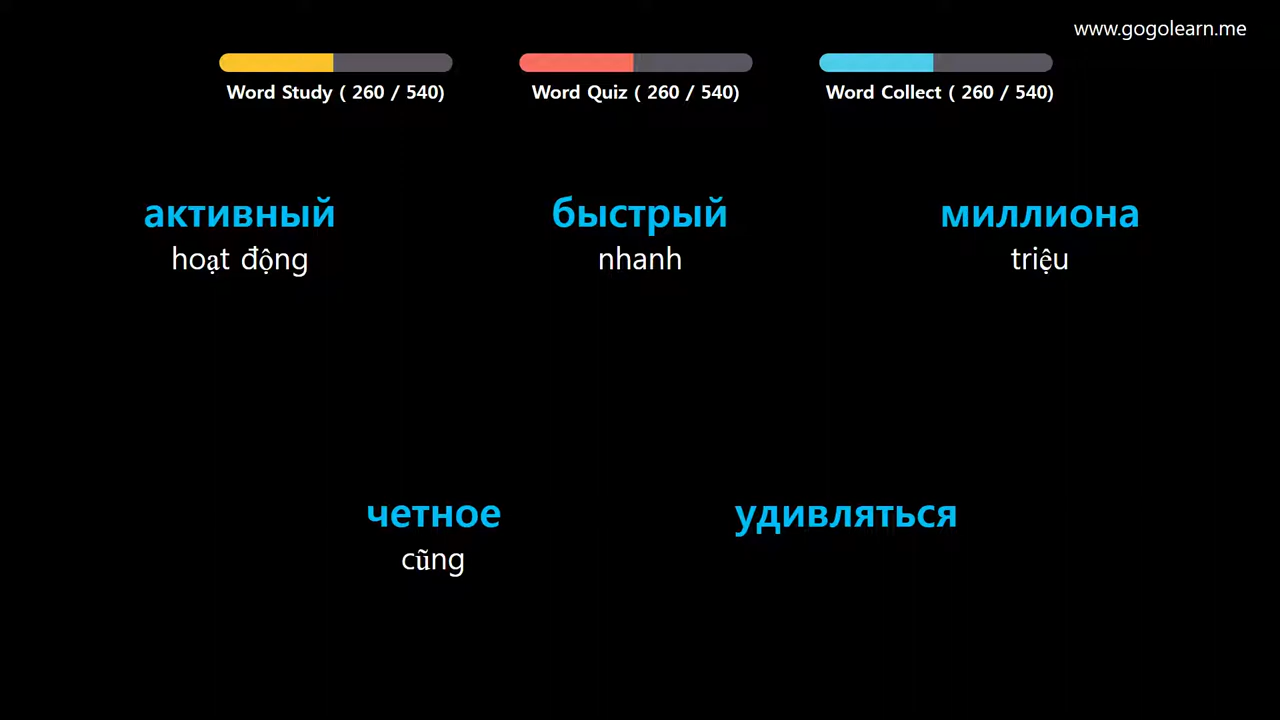 www.gogolearn.me
Word Study ( 260 / 540)
Word Quiz ( 260 / 540)
Word Collect ( 260 / 540)
активный
hoạt động
быстрый
nhanh
миллиона
triệu
четное
cũng
удивляться